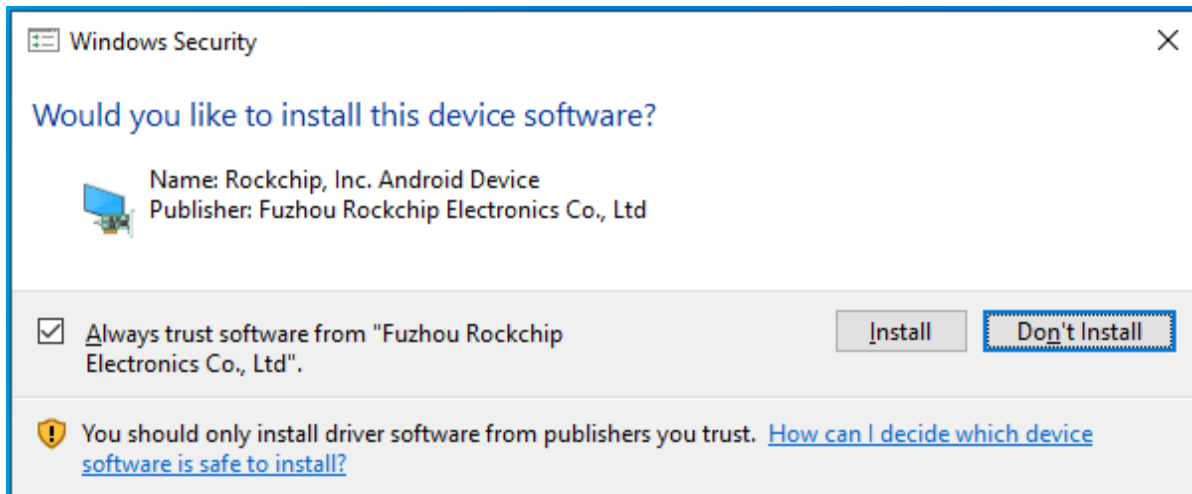 Windows Security
Would you like to install this device software?
Name: Rockchip, Inc. Android Device
Publisher: Fuzhou Rockchip Electronics Co., Ltd
Always trust software from "Fuzhou Rockchip
Electronics Co., Ltd".
Install
Don't Install
You should only install driver software from publishers you trust. How can I decide which device
software is safe to install?